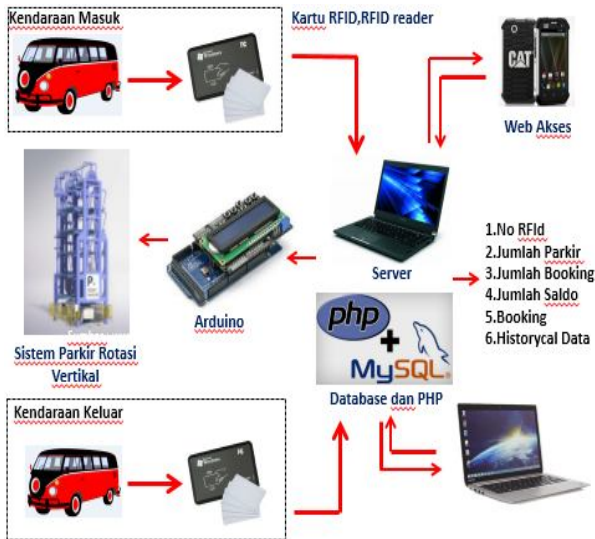 Kendaraan Masuk
Kartu RFID,RFID reader
CAT
Web Akses
Server
1.No RFId
2.Jumlah Parkir
3.Jumlah Booking
4.Jumlah Saldo
5.Booking
6.Historycal Data
Arduino
Sistem Parkir Rotasi
Vertikal
php
+
MySQL
Database dan PHP
Kendaraan Keluar